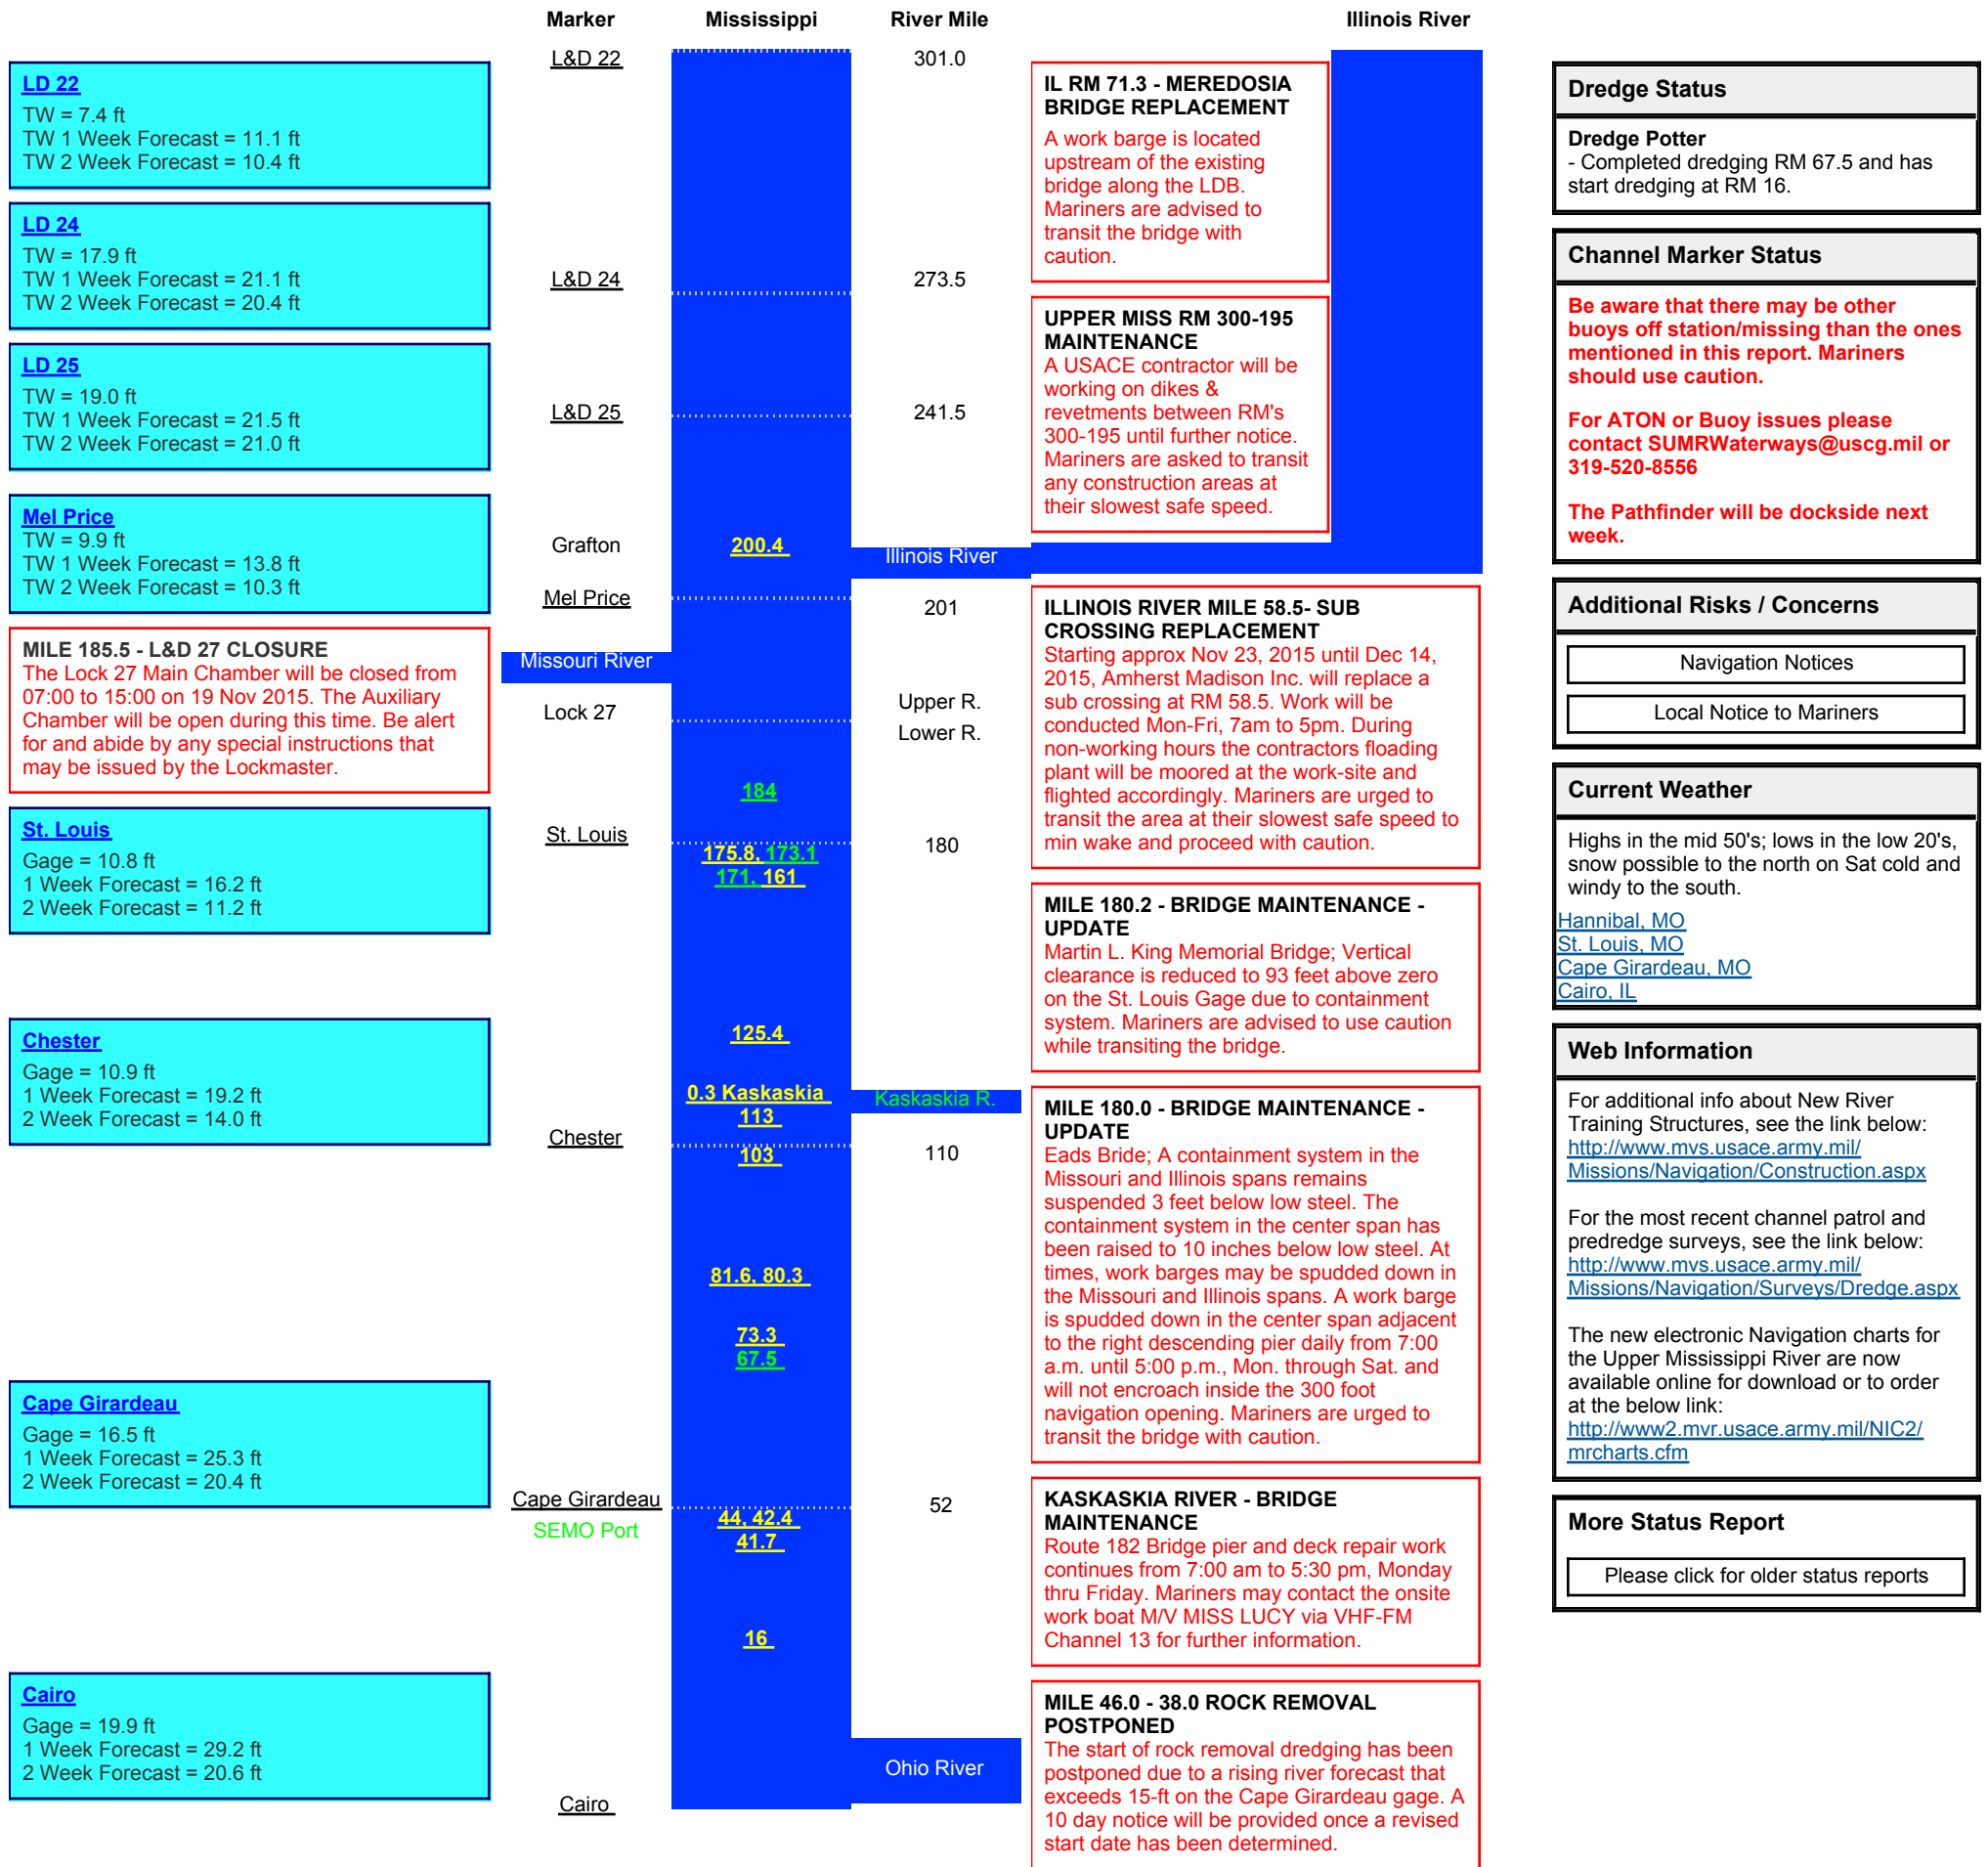 Marker
Mississippi
River Mile
Illinois River
LD 22
TW = 7.4 ft
TW 1 Week Forecast = 11.1 ft
TW 2 Week Forecast = 10.4 ft
LD 24
TW = 17.9 ft
TW 1 Week Forecast = 21.1 ft
TW 2 Week Forecast = 20.4 ft
LD 25
TW = 19.0 ft
TW 1 Week Forecast = 21.5 ft
TW 2 Week Forecast = 21.0 ft
Mel Price
TW = 9.9 ft
TW 1 Week Forecast = 13.8 ft
TW 2 Week Forecast = 10.3 ft
MILE 185.5 - L&D 27 CLOSURE
The Lock 27 Main Chamber will be closed from
07:00 to 15:00 on 19 Nov 2015. The Auxiliary
Chamber will be open during this time. Be alert
for and abide by any special instructions that
may be issued by the Lockmaster.
St. Louis
Gage = 10.8 ft
1 Week Forecast = 16.2 ft
2 Week Forecast = 11.2 ft
Chester
Gage = 10.9 ft
1 Week Forecast = 19.2 ft
2 Week Forecast = 14.0 ft
Cape Girardeau
Gage = 16.5 ft
1 Week Forecast = 25.3 ft
2 Week Forecast = 20.4 ft
Cairo
Gage = 19.9 ft
1 Week Forecast = 29.2 ft
2 Week Forecast = 20.6 ft
L&D 22
L&D 24
L&D 25
Grafton
Mel Price
Missouri River
Lock 27
St. Louis
Chester
Cape Girardeau
SEMO Port
Cairo
200.4
184
175.8, 173.1
171, 161
125.4
0.3 Kaskaskia
113
103
81.6, 80.3
73.3
67.5
44, 42.4
41.7
16
301.0
273.5
241.5
Illinois River
201
Upper R.
Lower R.
180
Kaskaskia R.
110
52
Ohio River
IL RM 71.3 - MEREDOSIA
BRIDGE REPLACEMENT
A work barge is located
upstream of the existing
bridge along the LDB.
Mariners are advised to
transit the bridge with
caution.
UPPER MISS RM 300-195
MAINTENANCE
A USACE contractor will be
working on dikes &
revetments between RM's
300-195 until further notice.
Mariners are asked to transit
any construction areas at
their slowest safe speed.
ILLINOIS RIVER MILE 58.5- SUB
CROSSING REPLACEMENT
Starting approx Nov 23, 2015 until Dec 14,
2015, Amherst Madison Inc. will replace a
sub crossing at RM 58.5. Work will be
conducted Mon-Fri, 7am to 5pm. During
non-working hours the contractors floading
plant will be moored at the work-site and
flighted accordingly. Mariners are urged to
transit the area at their slowest safe speed to
min wake and proceed with caution.
MILE 180.2 - BRIDGE MAINTENANCE -
UPDATE
Martin L. King Memorial Bridge; Vertical
clearance is reduced to 93 feet above zero
on the St. Louis Gage due to containment
system. Mariners are advised to use caution
while transiting the bridge.
MILE 180.0 - BRIDGE MAINTENANCE -
UPDATE
Eads Bride; A containment system in the
Missouri and Illinois spans remains
suspended 3 feet below low steel. The
containment system in the center span has
been raised to 10 inches below low steel. At
times, work barges may be spudded down in
the Missouri and Illinois spans. A work barge
is spudded down in the center span adjacent
to the right descending pier daily from 7:00
a.m. until 5:00 p.m., Mon. through Sat. and
will not encroach inside the 300 foot
navigation opening. Mariners are urged to
transit the bridge with caution.
KASKASKIA RIVER - BRIDGE
MAINTENANCE
Route 182 Bridge pier and deck repair work
continues from 7:00 am to 5:30 pm, Monday
thru Friday. Mariners may contact the onsite
work boat M/V MISS LUCY via VHF-FM
Channel 13 for further information.
MILE 46.0 - 38.0 ROCK REMOVAL
POSTPONED
The start of rock removal dredging has been
postponed due to a rising river forecast that
exceeds 15-ft on the Cape Girardeau gage. A
10 day notice will be provided once a revised
start date has been determined.
Dredge Status
Dredge Potter
- Completed dredging RM 67.5 and has
start dredging at RM 16.
Channel Marker Status
Be aware that there may be other
buoys off station/missing than the ones
mentioned in this report. Mariners
should use caution.
For ATON or Buoy issues please
contact SUMRWaterways@uscg.mil or
319-520-8556
The Pathfinder will be dockside next
week.
Additional Risks / Concerns
Navigation Notices
Local Notice to Mariners
Current Weather
Highs in the mid 50's; lows in the low 20's,
snow possible to the north on Sat cold and
windy to the south.
Hannibal, MO
St. Louis, MO
Cape Girardeau, MO
Cairo, IL
Web Information
For additional info about New River
Training Structures, see the link below:
http://www.mvs.usace.army.mil/
Missions/Navigation/Construction.aspx
For the most recent channel patrol and
predredge surveys, see the link below:
http://www.mvs.usace.army.mil/
Missions/Navigation/Surveys/Dredge.aspx
The new electronic Navigation charts for
the Upper Mississippi River are now
available online for download or to order
at the below link:
http://www2.mvr.usace.army.mil/NIC2/
mrcharts.cfm
More Status Report
Please click for older status reports